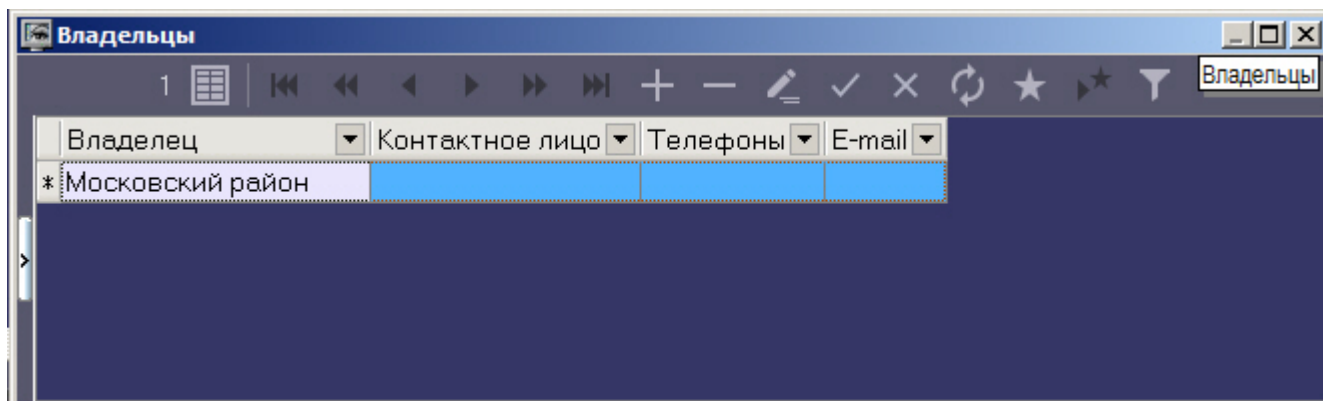 Владельцы
1
Владельцы
Владелец Контактное лицо Телефоны E-mail
* Московский район